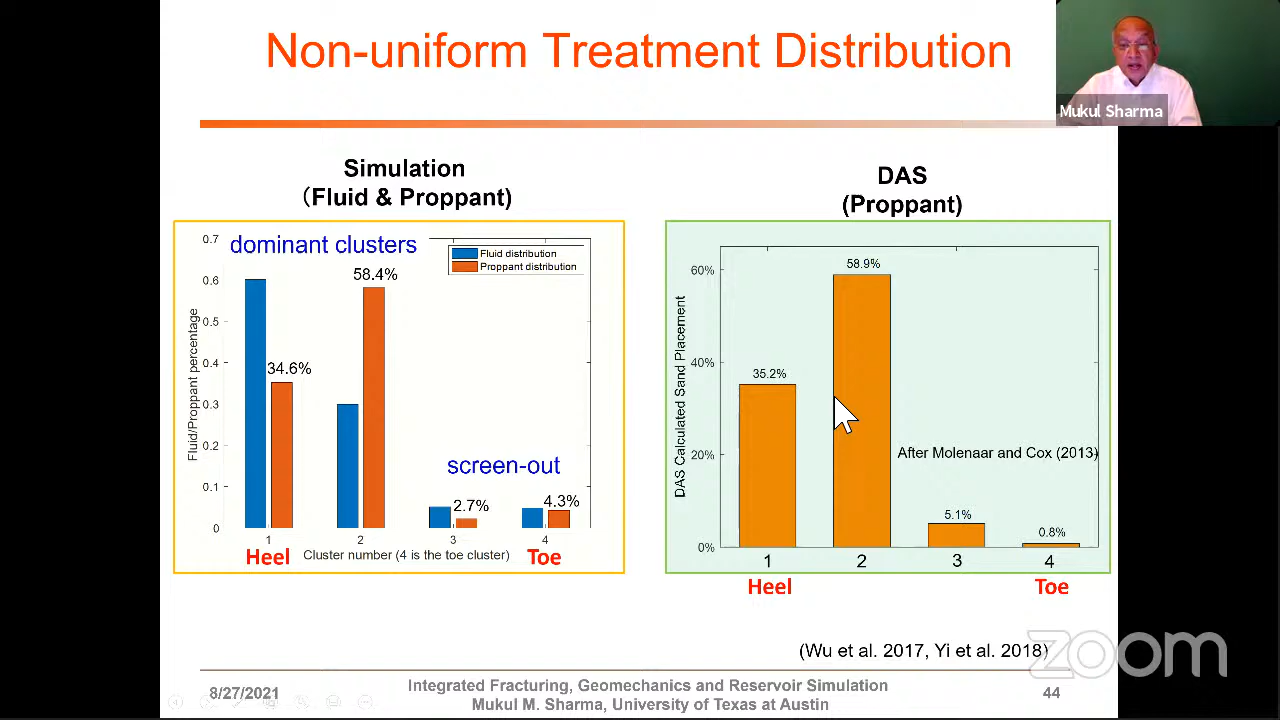 Non-uniform Treatment Distribution
Mukul Sharma
Simulation
(Fluid & Proppant)
DAS
(Proppant)
dominant clusters
Fluid distribution
Proppant distribution
Fluid/Proppant percentage
0.7
0.6
0.5
0.4
0.3
0.2
0.1
0
58.4%
34.6%
screen-out
2.7%
4.3%
1
2
3
4
Cluster number (4 is the toe cluster)
Heel
Toe
DAS Calculated Sand Placement
60%
40%
20%
0%
58.9%
35.2%
After Molenaar and Cox (2013)
5.1%
0.8%
1
2
3
4
Heel
Toe
(Wu et al. 2017, Yi et al. 2018)
zoom
8/27/2021
Integrated Fracturing, Geomechanics and Reservoir Simulation
Mukul M. Sharma, University of Texas at Austin
44